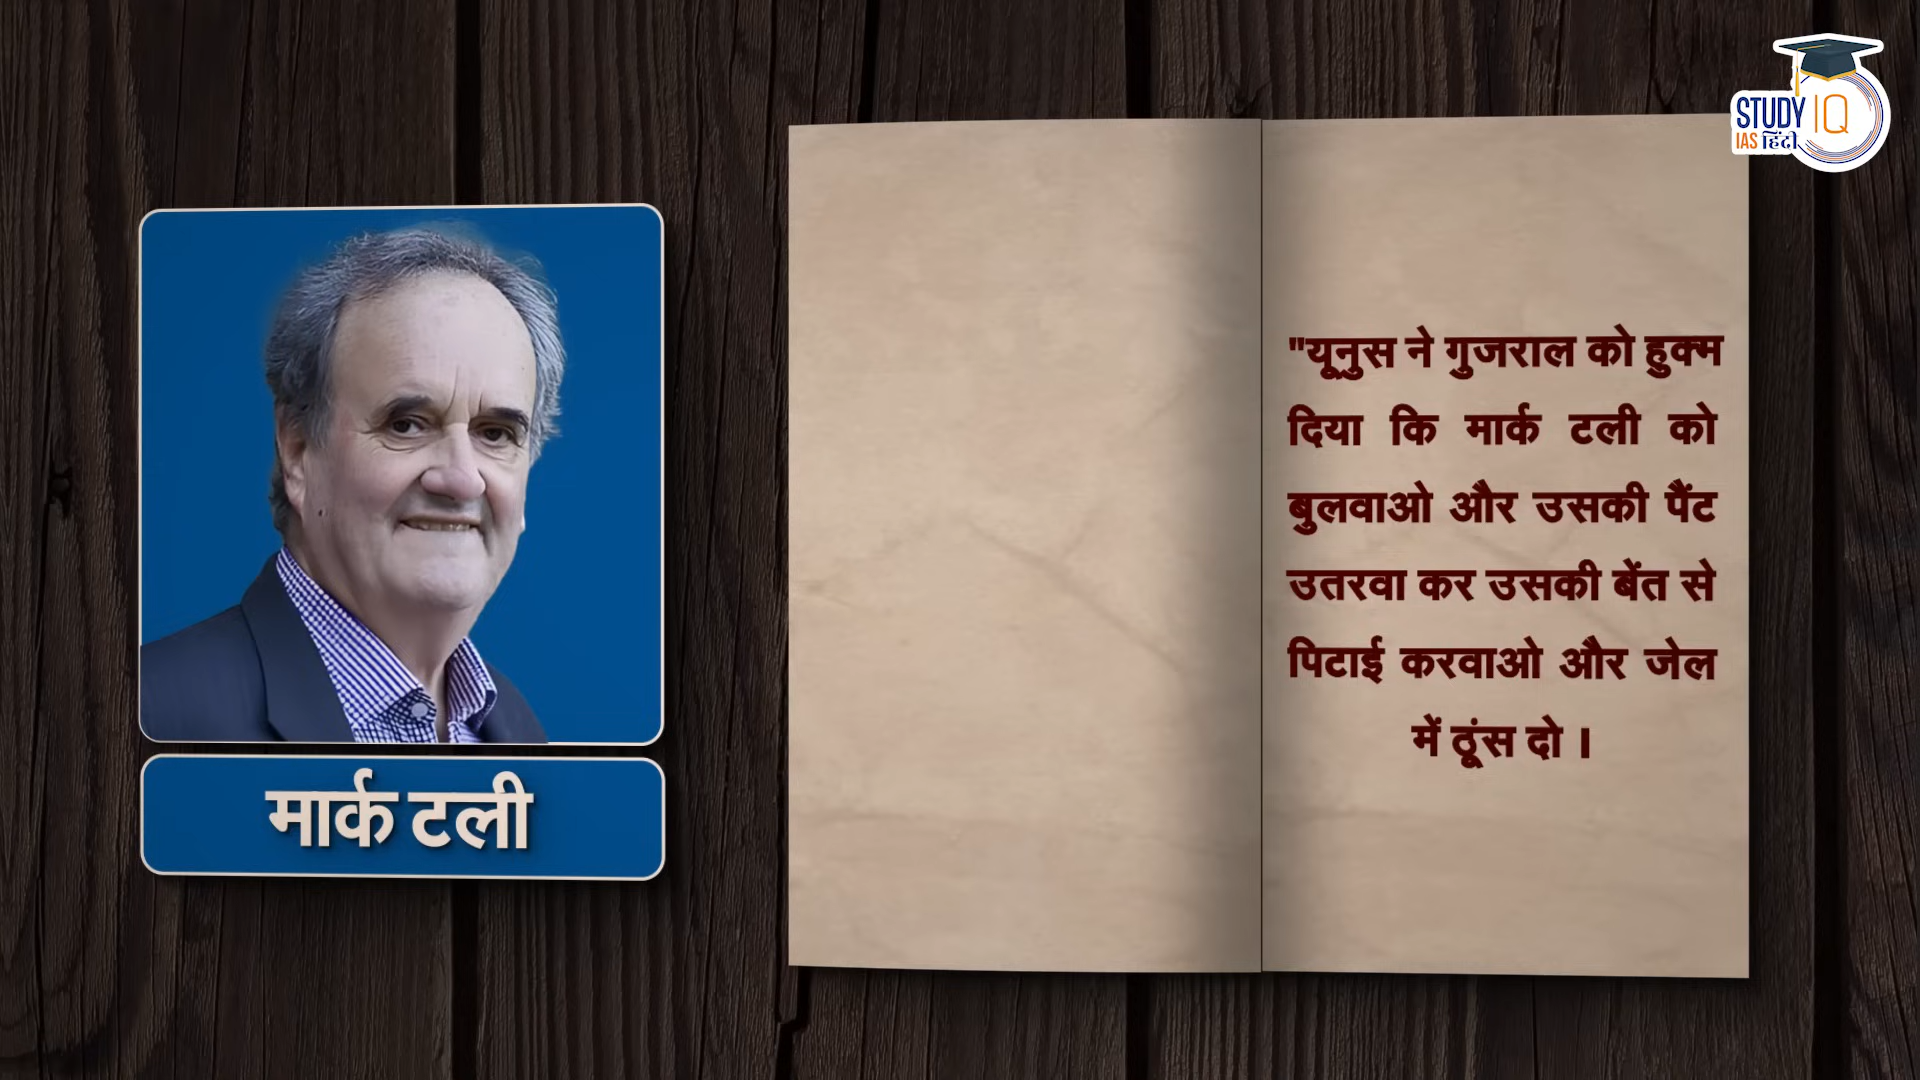 STUDY IQ
IAS हिंदी
"यूनुस ने गुजराल को हुक्म
दिया कि मार्क टली को
बुलवाओ और उसकी पैंट
उतरवा कर उसकी बेंत से
पिटाई करवाओ और जेल
में ठूंस दो ।
मार्क टली